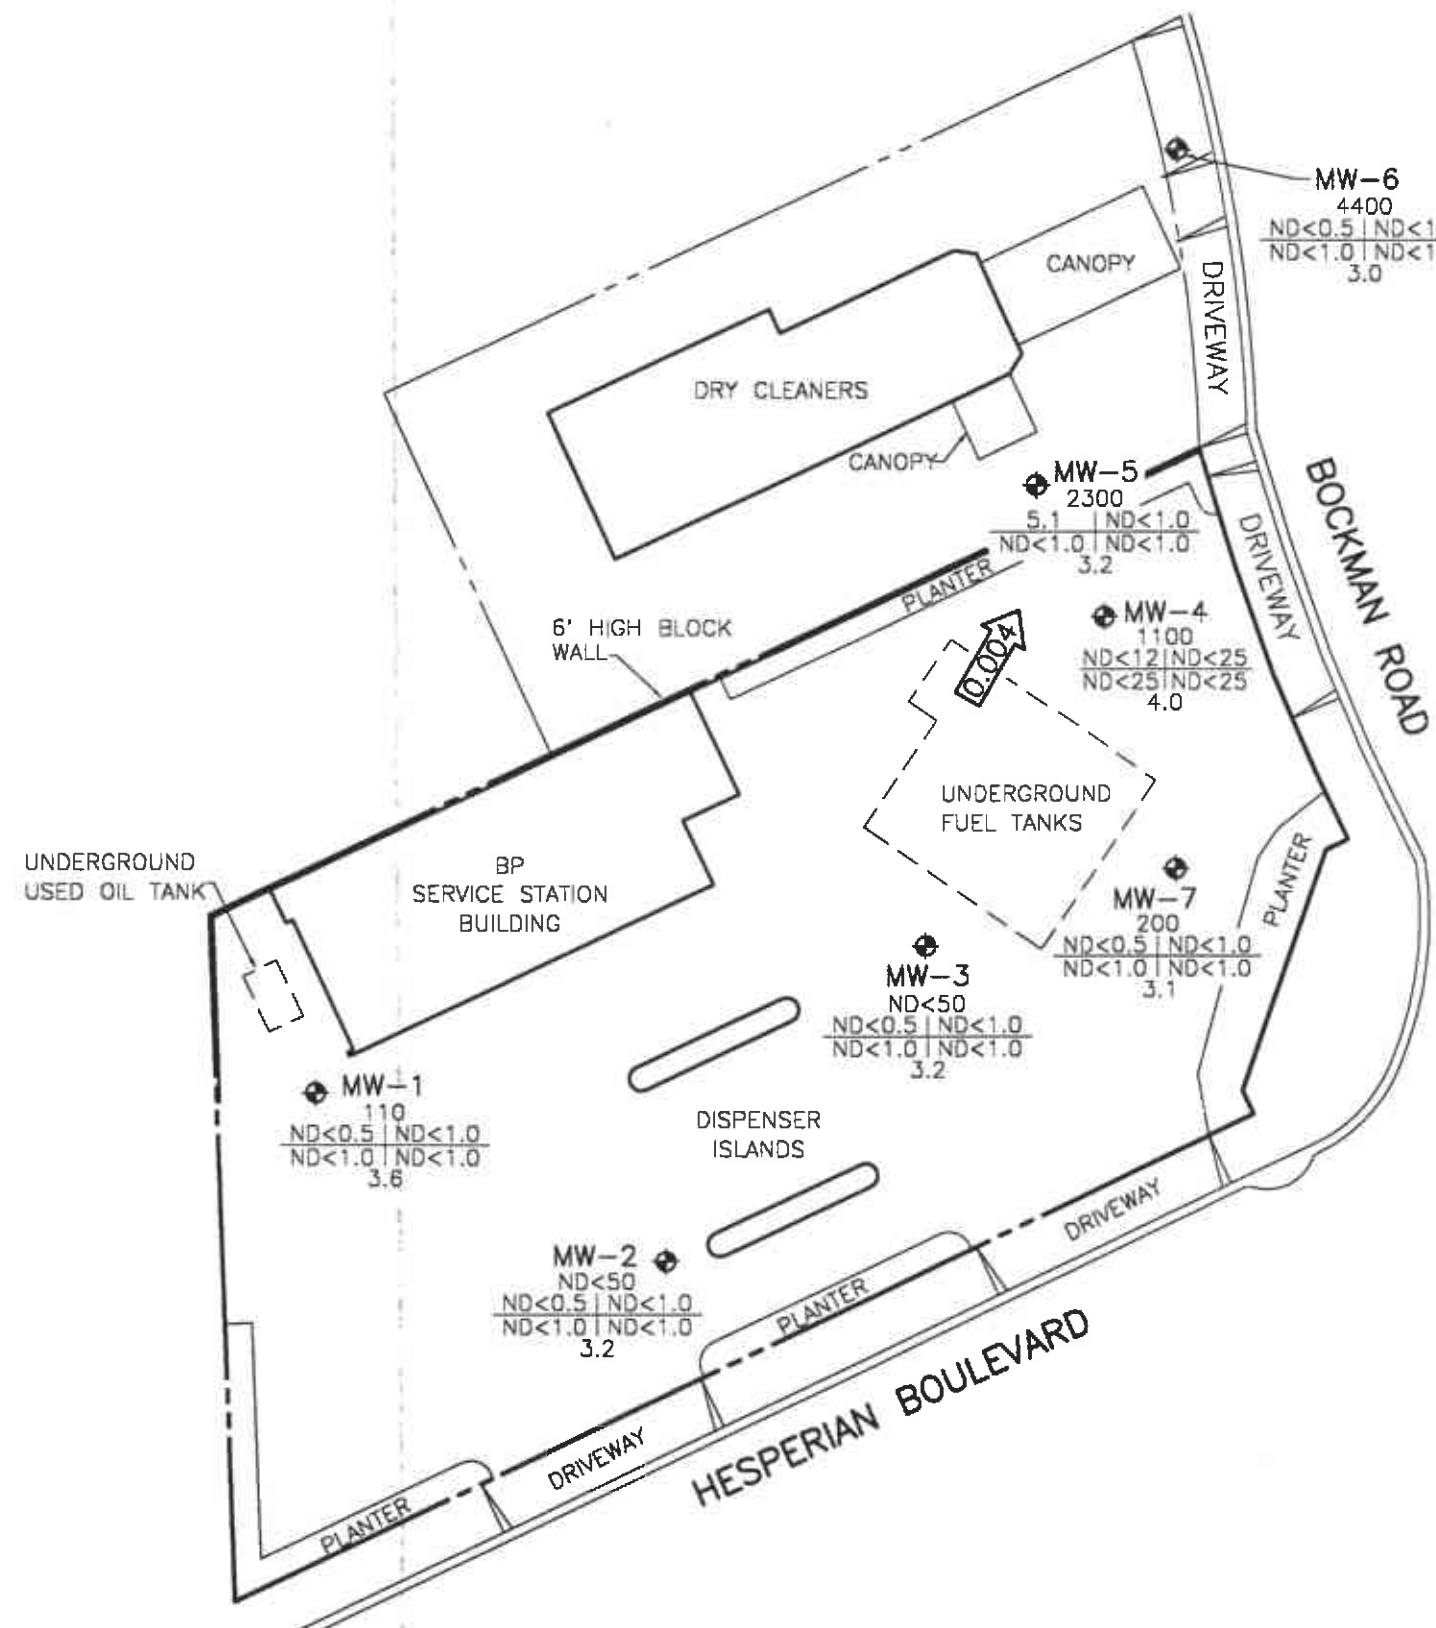 MW-6
4400
ND<0.5 | ND<1
ND<1.0 | ND<1
3.0
CANOPY
DRIVEWAY
DRY CLEANERS
CANOPY
MW-5
2300
5.1 | ND<1.0
ND<1.0 | ND<1.0
3.2
BOCKMAN ROAD
DRIVEWAY
PLANTER
6' HIGH BLOCK
WALL
0.004
MW-4
1100
ND<12 | ND<25
ND<25 | ND<25
4.0
UNDERGROUND
FUEL TANKS
UNDERGROUND
USED OIL TANK
BP
SERVICE STATION
BUILDING
PLANTER
MW-7
200
ND<0.5 | ND<1.0
ND<1.0 | ND<1.0
3.1
MW-3
ND<50
ND<0.5 | ND<1.0
ND<1.0 | ND<1.0
3.2
MW-1
110
ND<0.5 | ND<1.0
ND<1.0 | ND<1.0
3.6
DISPENSER
ISLANDS
DRIVEWAY
MW-2
ND<50
ND<0.5 | ND<1.0
ND<1.0 | ND<1.0
3.2
PLANTER
HESPERIAN BOULEVARD
DRIVEWAY
PLANTER